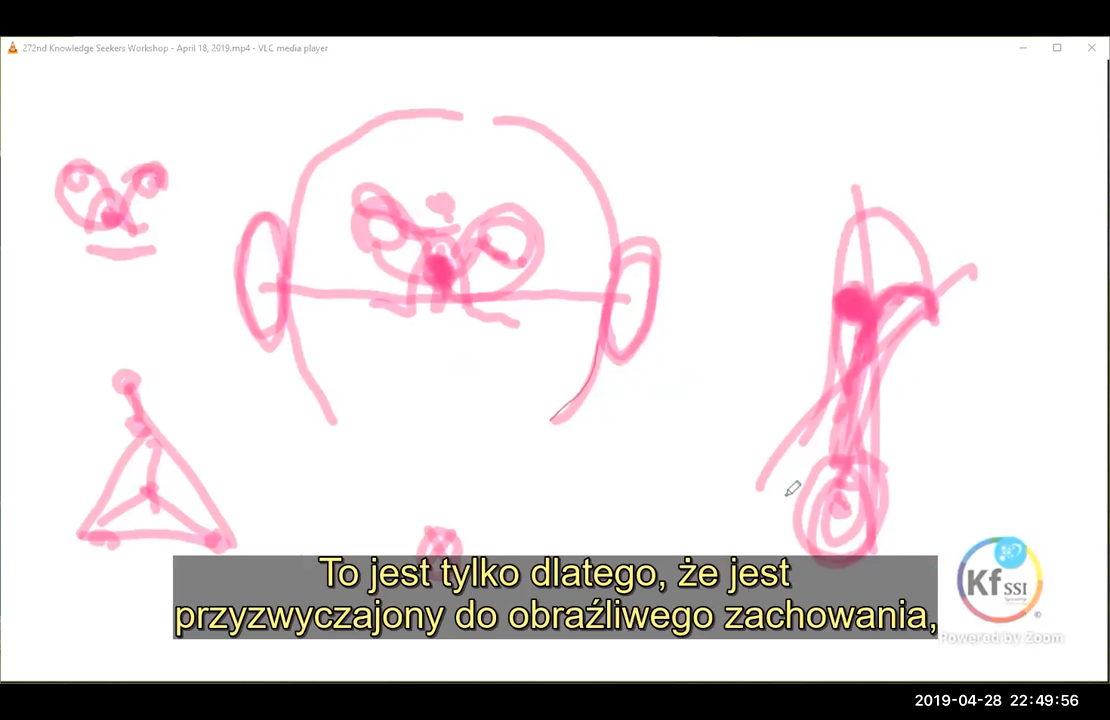 272nd Knowledge Seekers Workshop - April 18, 2019.mp4 - VLC media player
To jest tylko dlatego, że jest
przyzwyczajony do obraźliwego zachowania,
Kf SSI
©
Powered by Zoom
2019-04-28 22:49:56